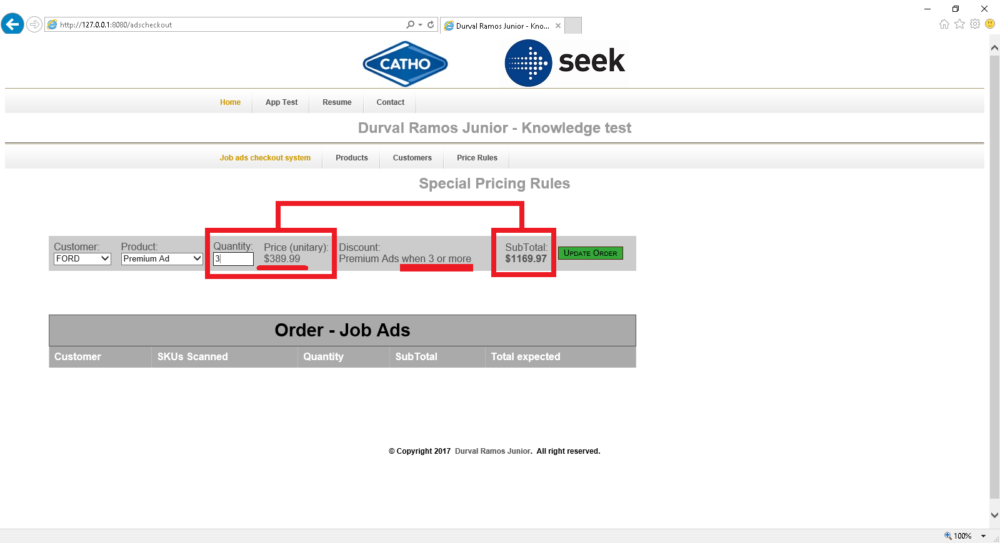 http://127.0.0.1:8080/adscheckout
Durval Ramos Junior - Kno...
CATHO
seek
Home
App Test
Resume
Contact
Durval Ramos Junior - Knowledge test
Job ads checkout system
Products
Customers
Price Rules
Special Pricing Rules
Customer:
FORD
Product:
Premium Ad
Quantity:
3
Price (unitary):
$389.99
Discount:
Premium Ads when 3 or more
SubTotal:
$1169.97
Update Order
Order - Job Ads
Customer
SKUs Scanned
Quantity
SubTotal
Total expected
© Copyright 2017 Durval Ramos Junior. All right reserved.
100%